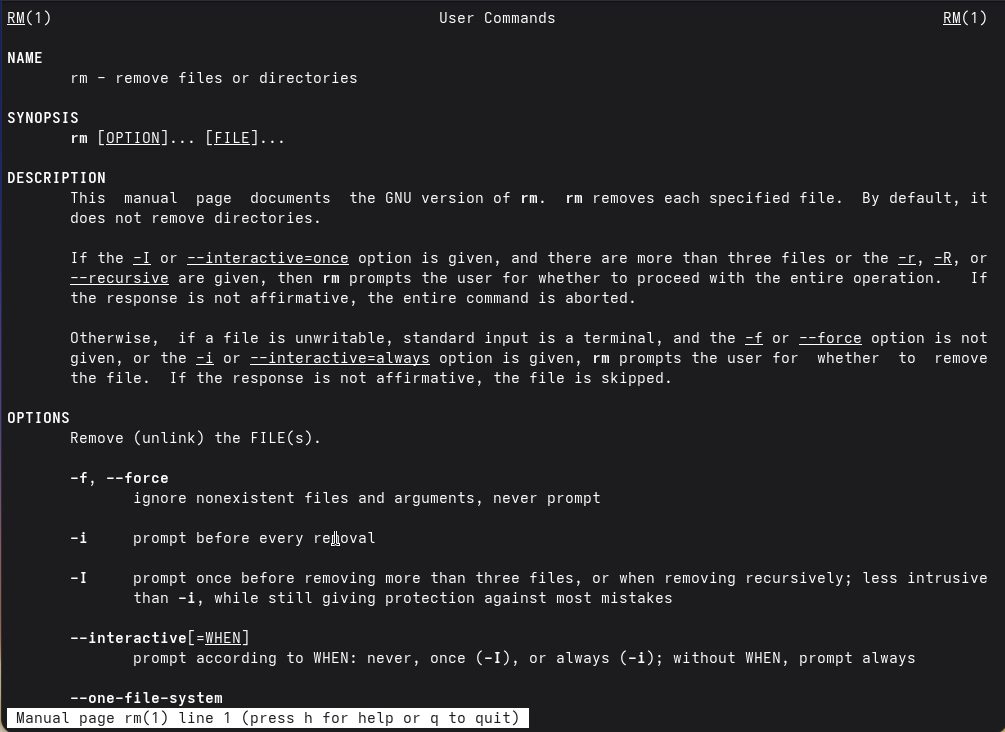 RM(1) User Commands RM(1)
NAME
rm - remove files or directories
SYNOPSIS
rm [OPTION]... [FILE]...
DESCRIPTION
This manual page documents the GNU version of rm. rm removes each specified file. By default, it
does not remove directories.
If the -I or --interactive=once option is given, and there are more than three files or the -r, -R, or
--recursive are given, then rm prompts the user for whether to proceed with the entire operation. If
the response is not affirmative, the entire command is aborted.
Otherwise, if a file is unwritable, standard input is a terminal, and the -f or --force option is not
given, or the -i or --interactive=always option is given, rm prompts the user for whether to remove
the file. If the response is not affirmative, the file is skipped.
OPTIONS
Remove (unlink) the FILE(s).
-f, --force
ignore nonexistent files and arguments, never prompt
-i prompt before every removal
-I prompt once before removing more than three files, or when removing recursively; less intrusive
than -i, while still giving protection against most mistakes
--interactive[=WHEN]
prompt according to WHEN: never, once (-I), or always (-i); without WHEN, prompt always
--one-file-system
Manual page rm(1) line 1 (press h for help or q to quit)